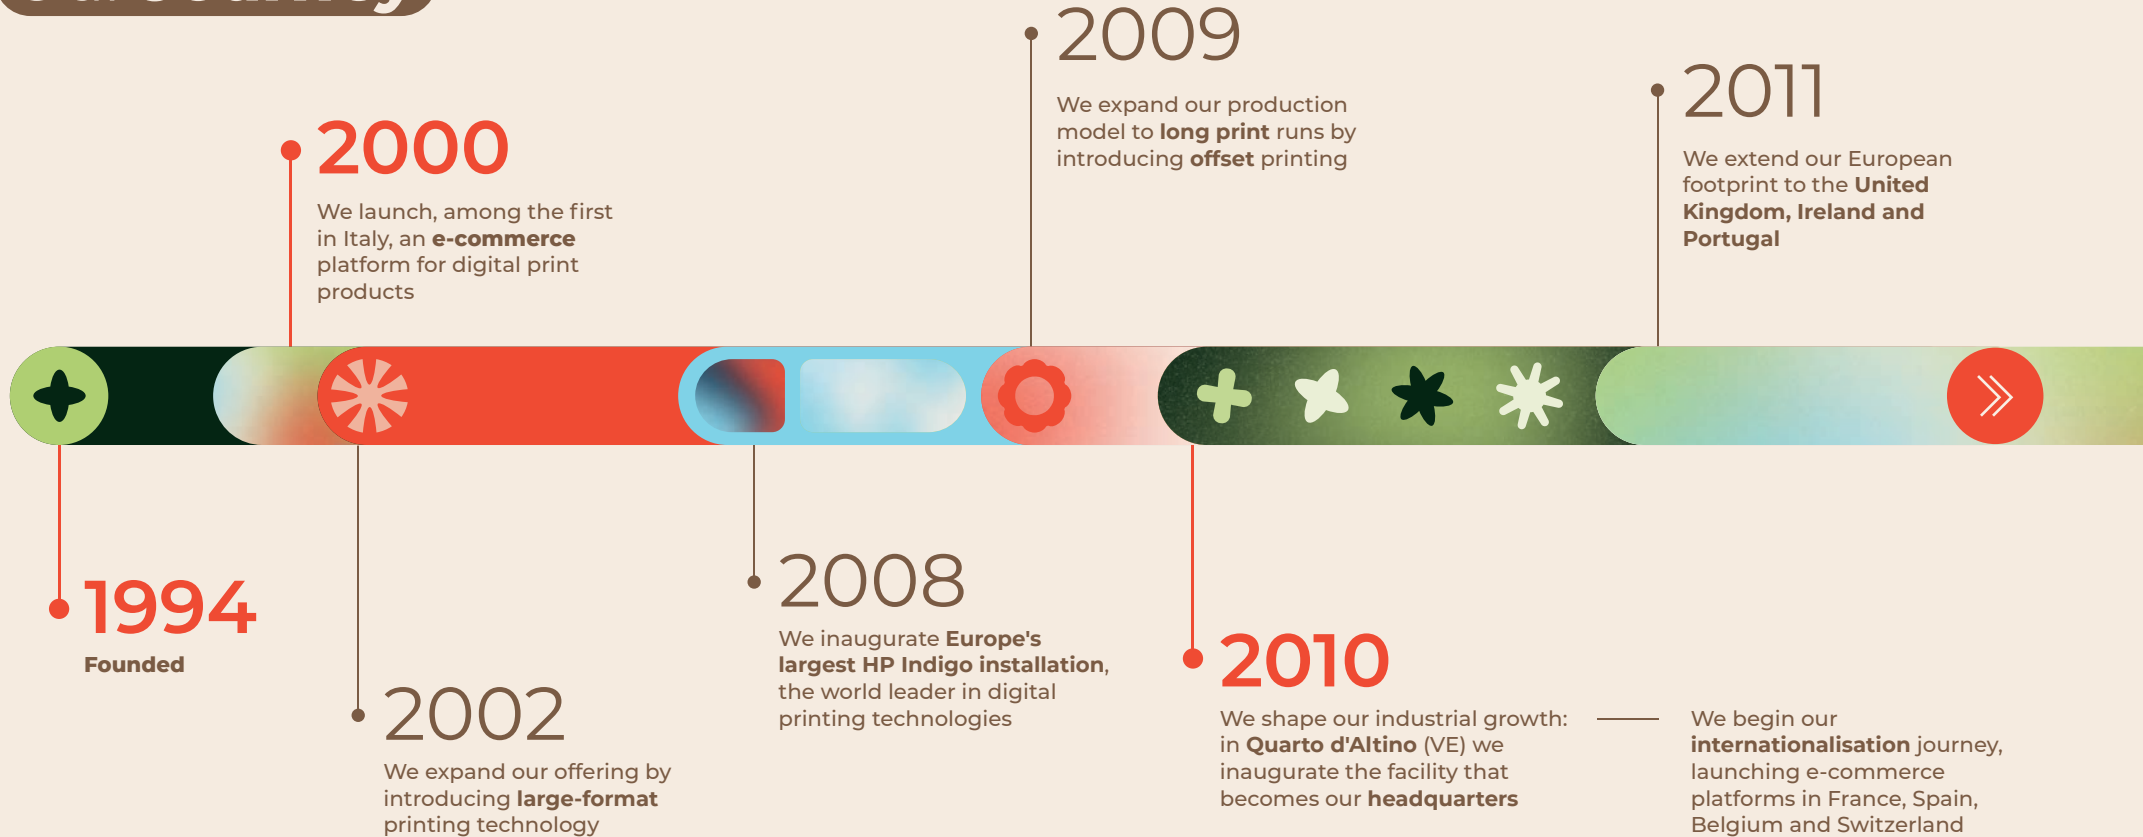 2009
We expand our production
model to long print runs by
introducing offset printing
2011
We extend our European
footprint to the United
Kingdom, Ireland and
Portugal
2000
We launch, among the first
in Italy, an e-commerce
platform for digital print
products
1994
Founded
2002
We expand our offering by
introducing large-format
printing technology
2008
We inaugurate Europe's
largest HP Indigo installation,
the world leader in digital
printing technologies
2010
We shape our industrial growth:
in Quarto d'Altino (VE) we
inaugurate the facility that
becomes our headquarters
We begin our
internationalisation journey,
launching e-commerce
platforms in France, Spain,
Belgium and Switzerland